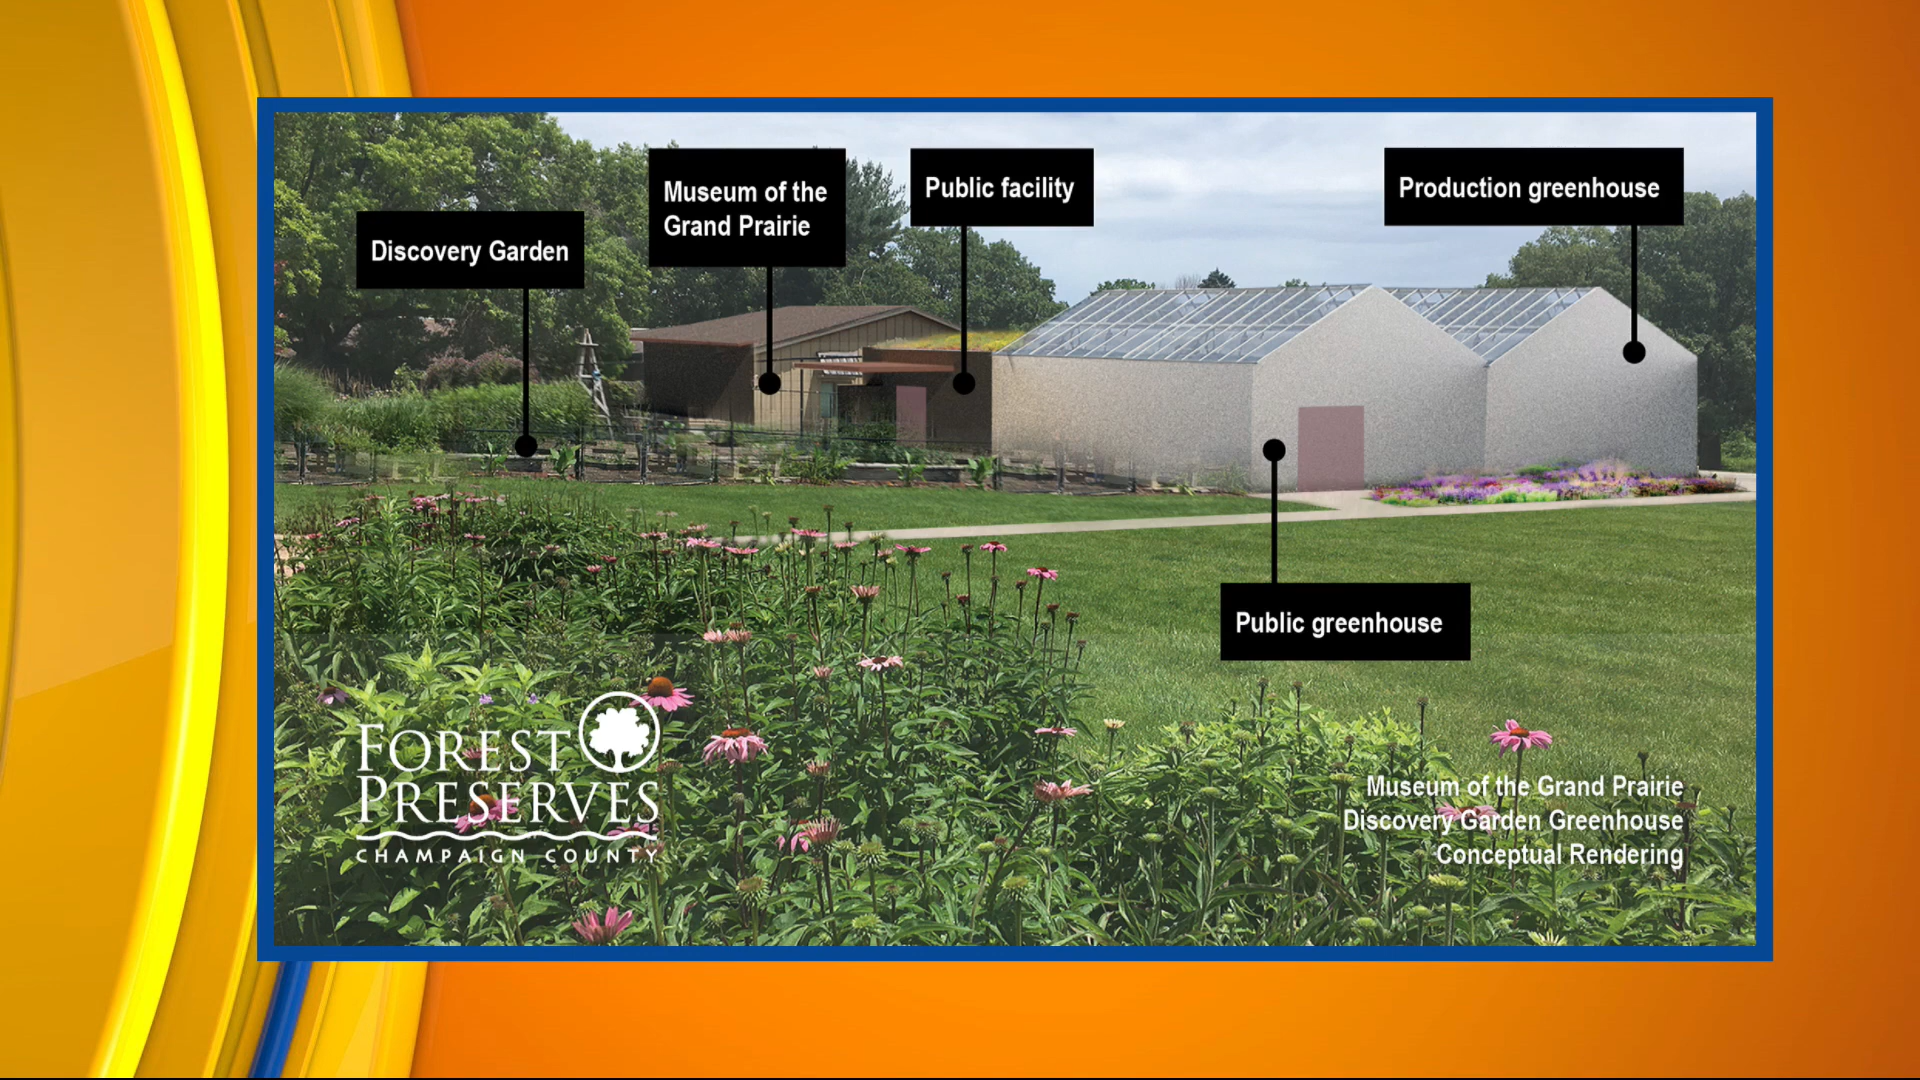 Discovery Garden
Museum of the
Grand Prairie
Public facility
Production greenhouse
Public greenhouse
FOREST
PRESERVES
CHAMPAIGN COUNTY
Museum of the Grand Prairie
Discovery Garden Greenhouse
Conceptual Rendering